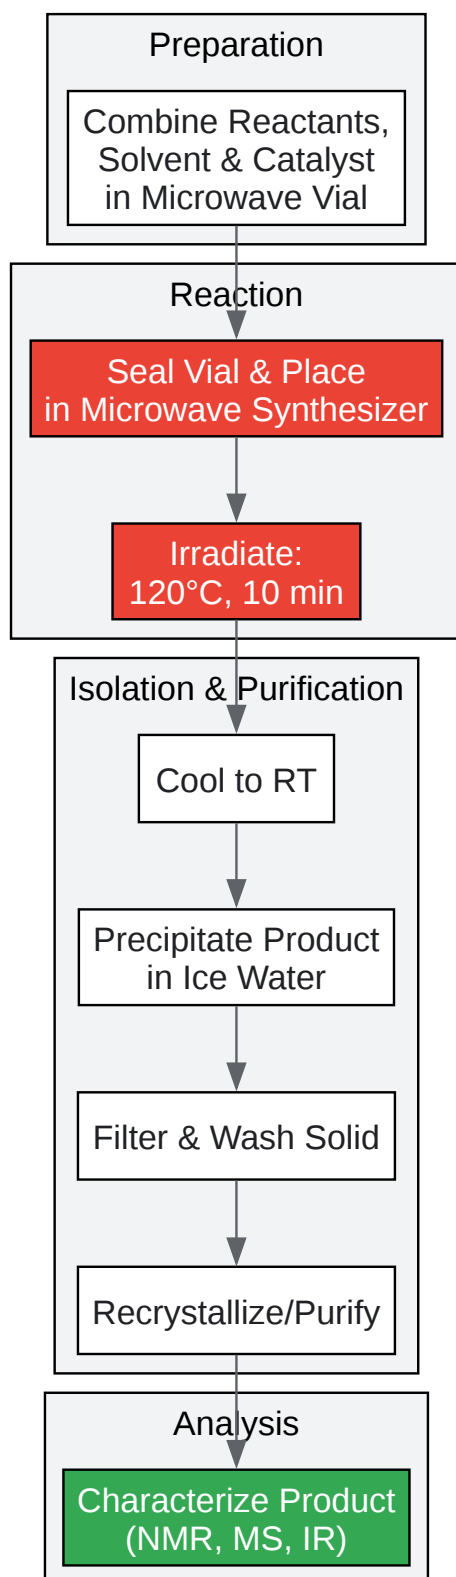 Preparation
Combine Reactants,
Solvent & Catalyst
in Microwave Vial
Reaction
Seal Vial & Place
in Microwave Synthesizer
Irradiate:
120°C, 10 min
Isolation & Purification
Cool to RT
Precipitate Product
in Ice Water
Filter & Wash Solid
Recrystallize/Purify
Analysis
Characterize Product
(NMR, MS, IR)